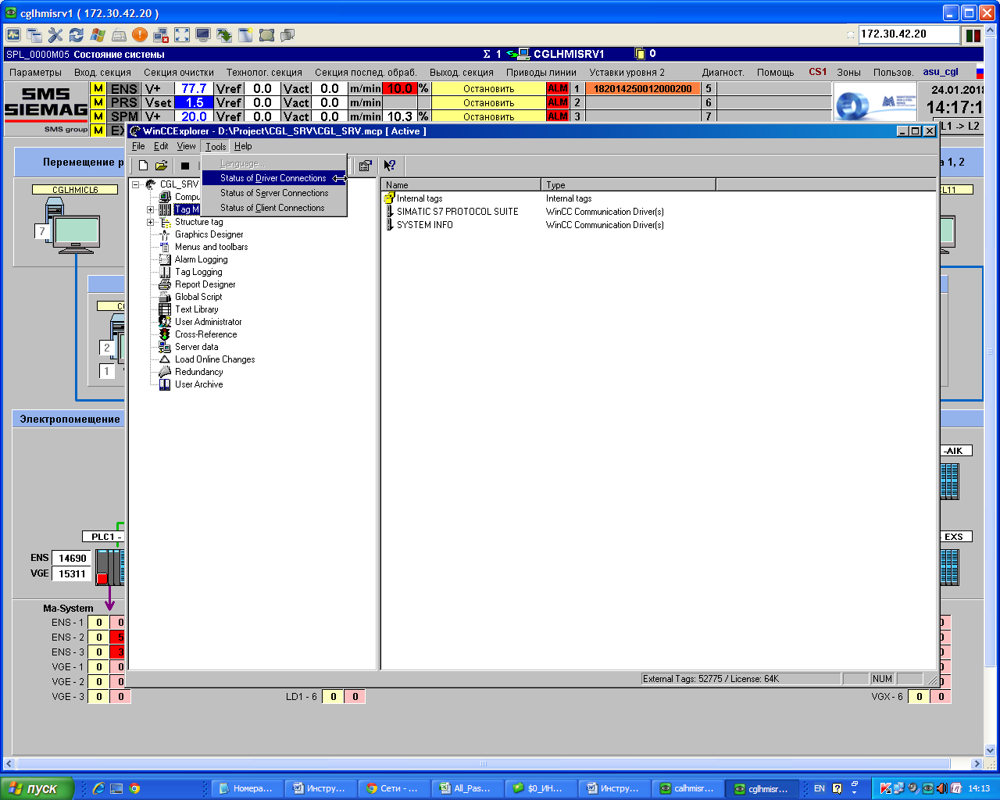 cglhmisrv1 ( 172.30.42.20 )
172.30.42.20
SPL_0000M05 Состояние системы
Σ 1 CGLHMISRV1 0
Параметры Вход. секция Секция очистки Технолог. секция Секция послед. обраб. Выход. секция Приводы линии Уставки уровня 2 Диагност. Помощь CS1 Зоны Пользов. asu_cgl
SMS SIEMAG
SMS group
M ENS V+ 77.7 Vref 0.0 Vact 0.0 m/min 10.0 % Остановить ALM 1 182014250012000200 5
M PRS Vset 1.5 Vref 0.0 Vact 0.0 m/min Остановить ALM 2 6
M SPM V+ 20.0 Vref 0.0 Vact 0.0 m/min 10.3 % Остановить ALM 3 7
M
24.01.2018
14:17:1
L1 -> L2
WinCCExplorer - D:\Project\CGL_SRV\CGL_SRV.mcp [ Active ]
File Edit View Tools Help
Language...
Status of Driver Connections
Status of Server Connections
Status of Client Connections
CGL_SRV
Compu
Tag M
Structure tag
Graphics Designer
Menus and toolbars
Alarm Logging
Tag Logging
Report Designer
Global Script
Text Library
User Administrator
Cross-Reference
Server data
Load Online Changes
Redundancy
User Archive
Name Type
Internal tags Internal tags
SIMATIC S7 PROTOCOL SUITE WinCC Communication Driver(s)
SYSTEM INFO WinCC Communication Driver(s)
External Tags: 52775 / License: 64K NUM
Перемещение р
а 1, 2
CGLHMICL6
CL11
7
2
1
Электропомещение
-AIK
PLC1 -
- EXS
ENS 14690
VGE 15311
Ma-System
ENS - 1 0 0
ENS - 2 0 5
ENS - 3 0 3
VGE - 1 0 0
VGE - 2 0 0
VGE - 3 0 0
LD1 - 6 0 0
VGX - 6 0 0
пуск
Номера...
Инстру...
Сети - ...
All_Pas...
$0_ИН...
Инстру...
calhmisr...
cglhmisr...
EN
14:13